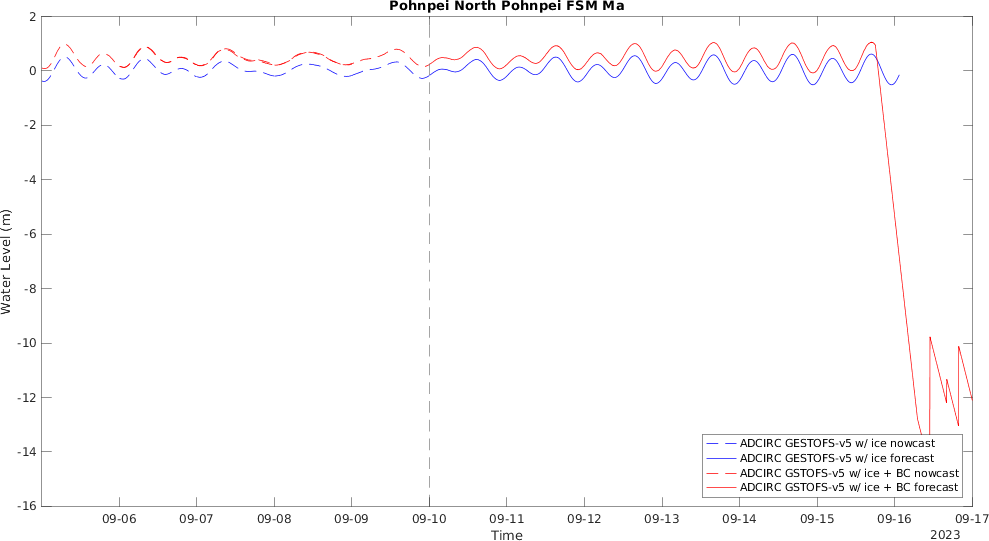 Pohnpei North Pohnpei FSM Ma
2
0
-2
-4
-6
-8
-10
-12
-14
-16
Water Level (m)
ADCIRC GESTOFS-v5 w/ ice nowcast
ADCIRC GESTOFS-v5 w/ ice forecast
ADCIRC GSTOFS-v5 w/ ice + BC nowcast
ADCIRC GSTOFS-v5 w/ ice + BC forecast
09-06 09-07 09-08 09-09 09-10 09-11 09-12 09-13 09-14 09-15 09-16 09-17
Time
2023